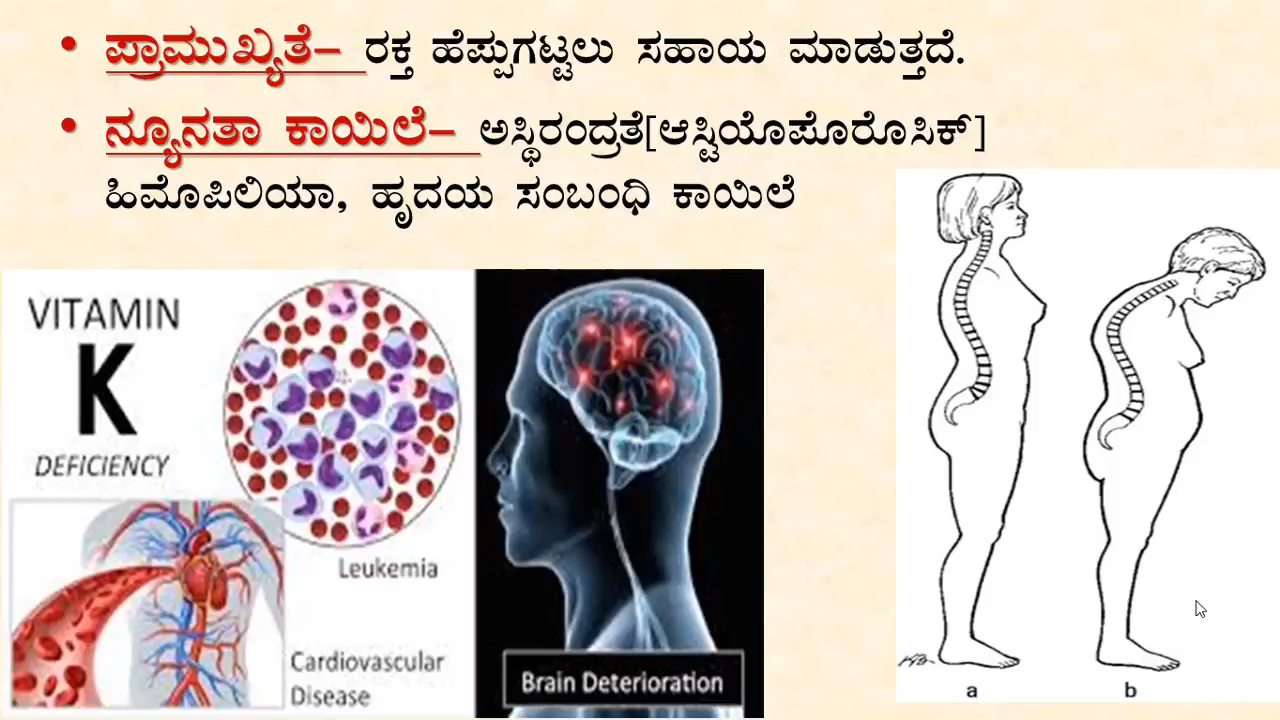 • ಪ್ರಾಮುಖ್ಯತೆ– ರಕ್ತ ಹೆಪ್ಪುಗಟ್ಟಲು ಸಹಾಯ ಮಾಡುತ್ತದೆ.
• ನ್ಯೂನತಾ ಕಾಯಿಲೆ– ಅಸ್ಥಿರಂದ್ರತೆ[ಆಸ್ಟಿಯೊಪೊರೊಸಿಕ್]
ಹಿಮೊಪಿಲಿಯಾ, ಹೃದಯ ಸಂಬಂಧಿ ಕಾಯಿಲೆ
VITAMIN
K
DEFICIENCY
Leukemia
Cardiovascular
Disease
Brain Deterioration
a b